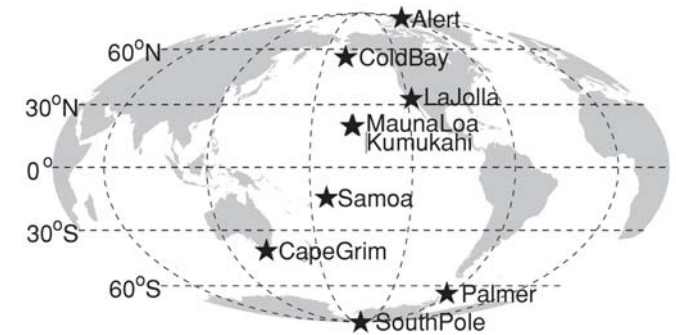 Alert
60°N
ColdBay
30°N
LaJolla
MaunaLoa
Kumukahi
0°
Samoa
30°S
CapeGrim
60°S
Palmer
SouthPole